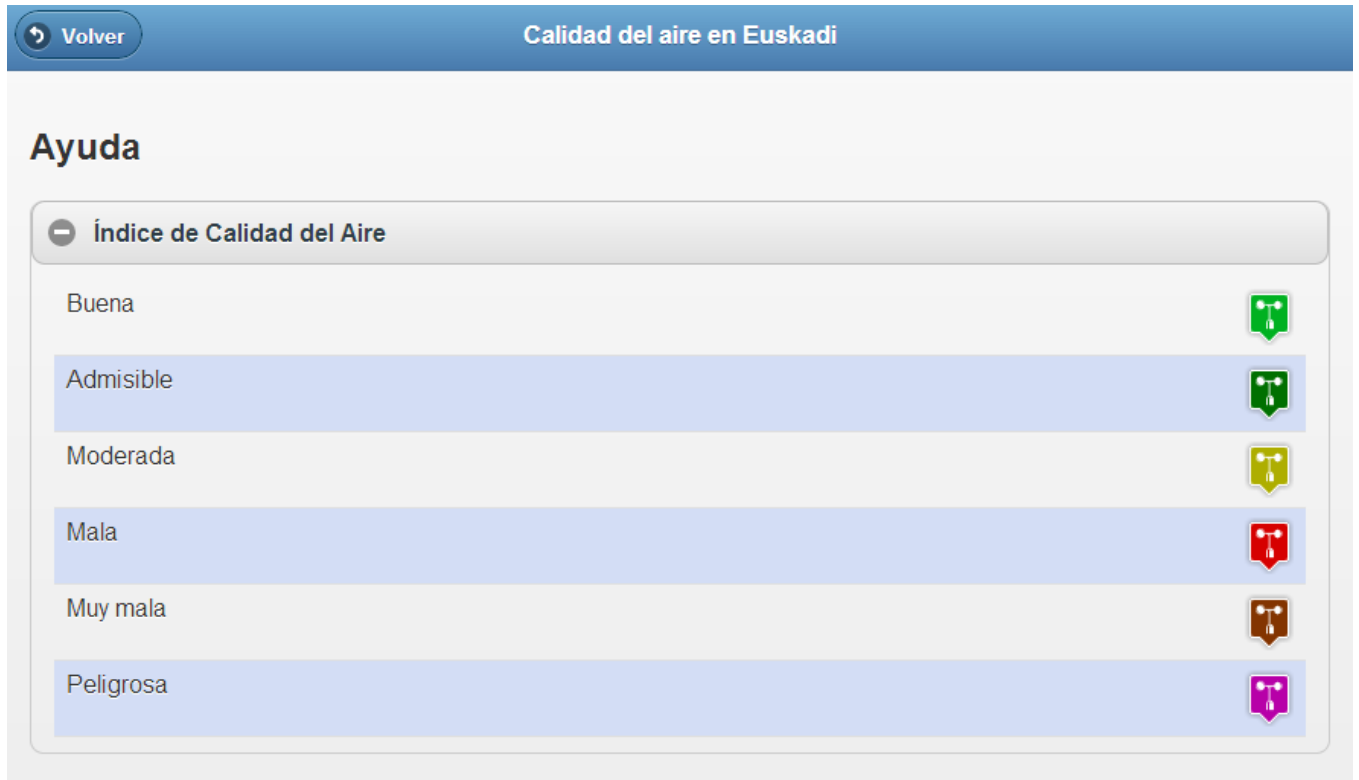 Volver
Calidad del aire en Euskadi
Ayuda
Índice de Calidad del Aire
Buena
Admisible
Moderada
Mala
Muy mala
Peligrosa